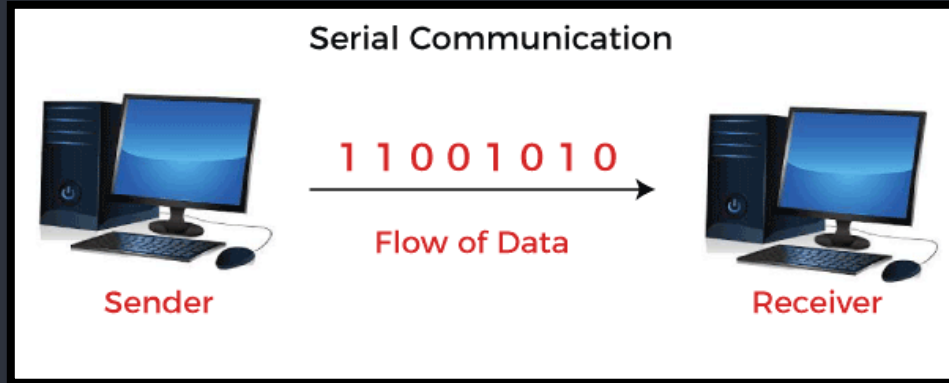 Serial Communication
1 1 0 0 1 0 1 0
Flow of Data
Sender
Receiver